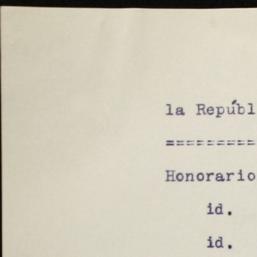 la Repúbl
=========
Honorario
id.
id.